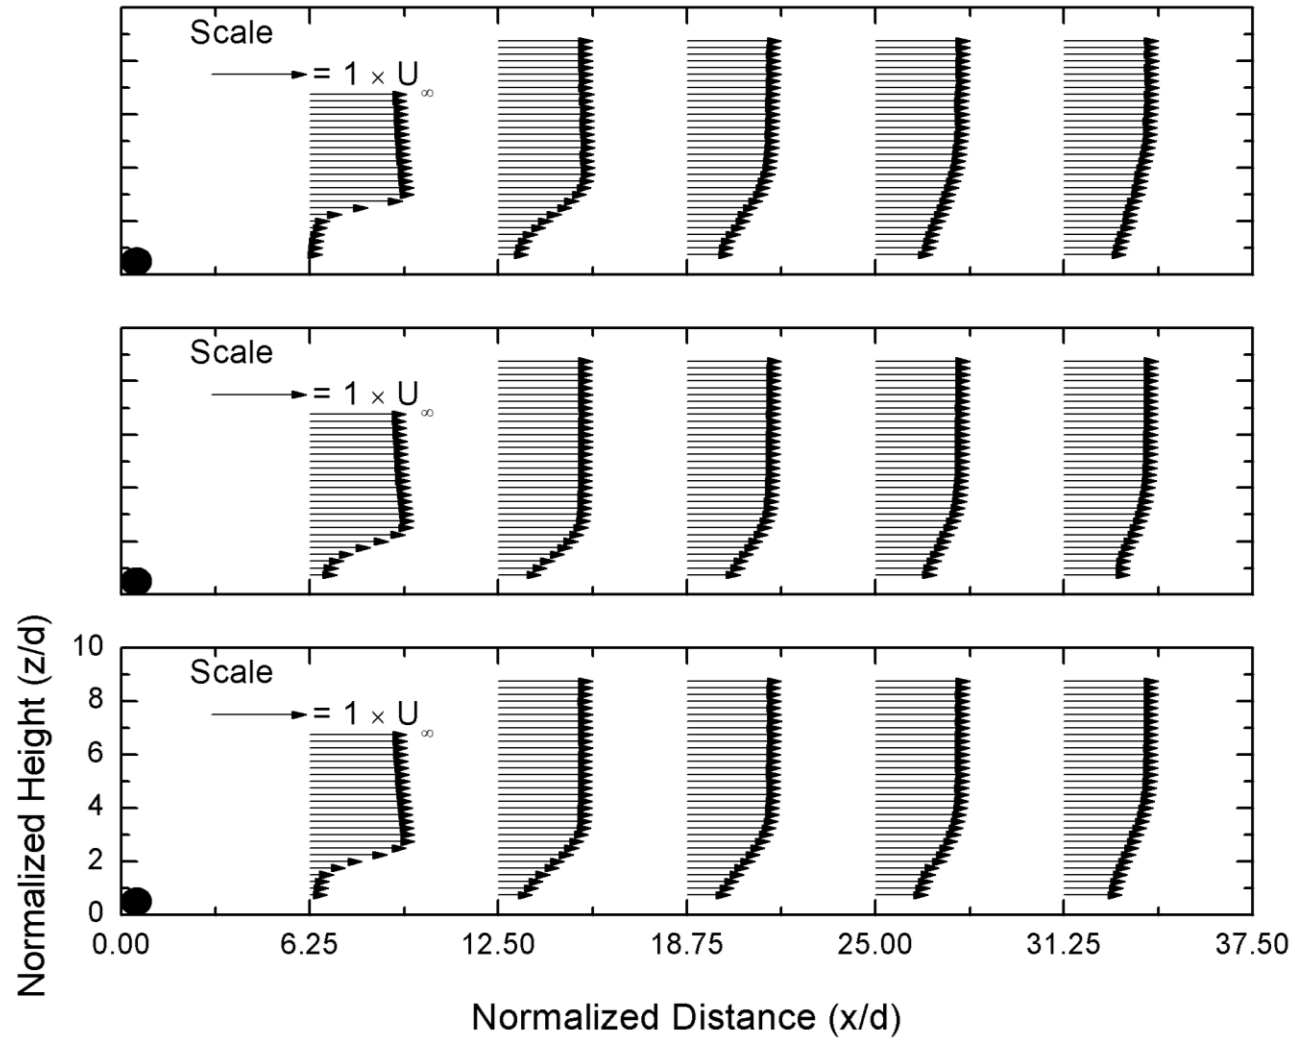 Scale
= 1 × U∞
Scale
= 1 × U∞
Scale
= 1 × U∞
Normalized Height (z/d)
10
8
6
4
2
0
0.00 6.25 12.50 18.75 25.00 31.25 37.50
Normalized Distance (x/d)